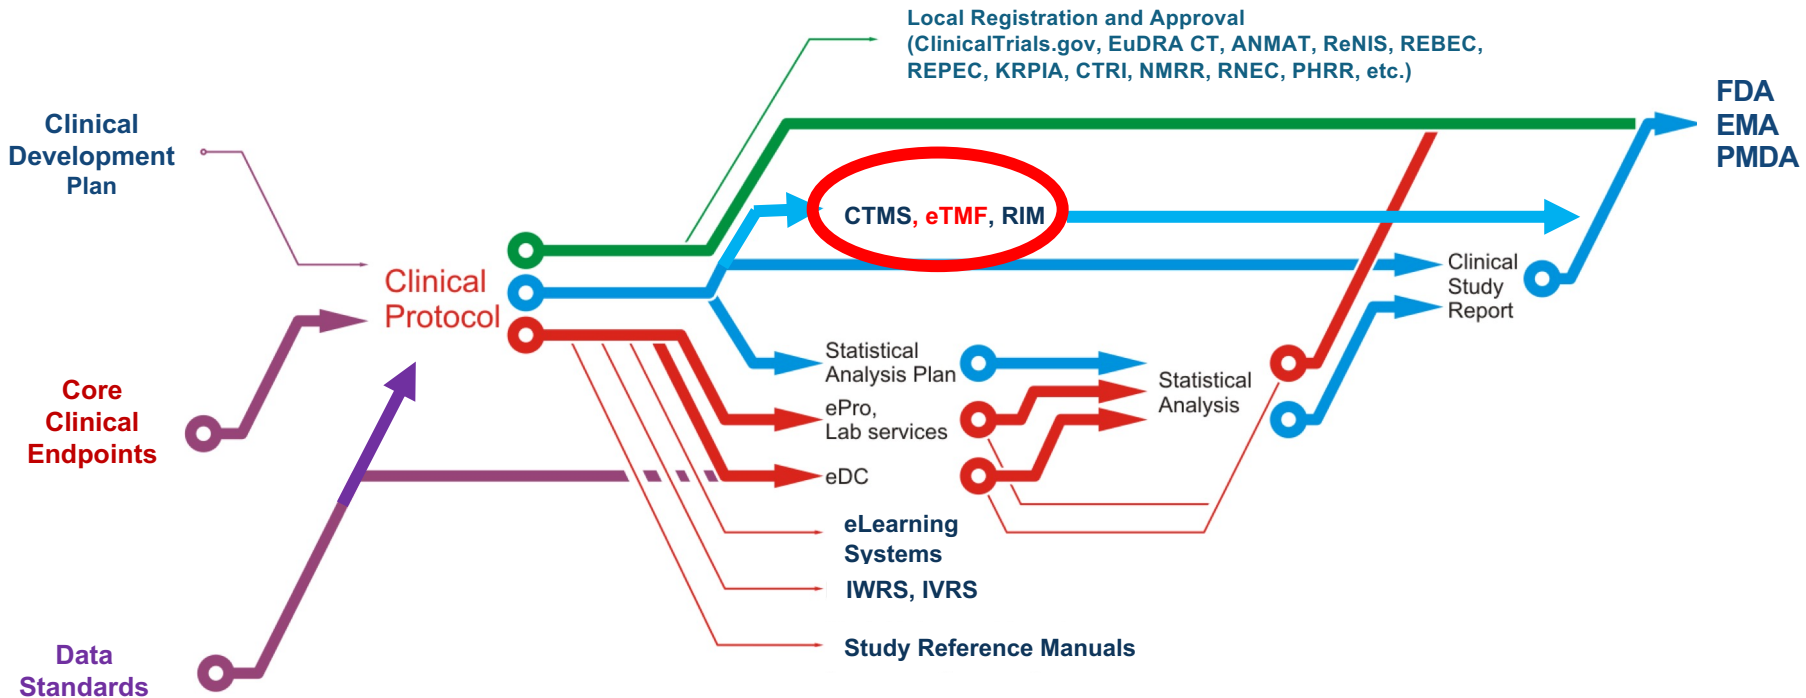 Local Registration and Approval
(ClinicalTrials.gov, EuDRA CT, ANMAT, ReNIS, REBEC,
REPEC, KRPIA, CTRI, NMRR, RNEC, PHRR, etc.)
FDA
EMA
PMDA
Clinical
Development
Plan
CTMS, eTMF, RIM
Clinical
Protocol
Clinical
Study
Report
Core
Clinical
Endpoints
Statistical
Analysis Plan
ePro,
Lab services
eDC
Statistical
Analysis
eLearning
Systems
IWRS, IVRS
Study Reference Manuals
Data
Standards